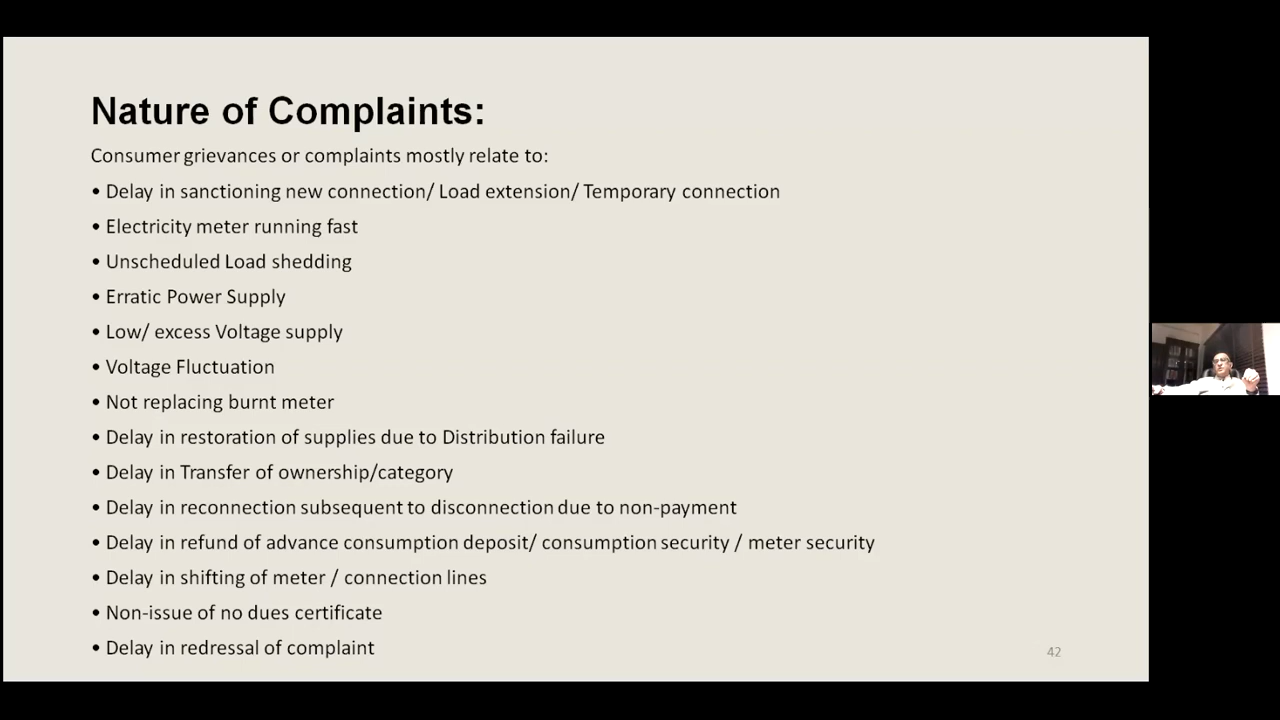 Nature of Complaints:
Consumer grievances or complaints mostly relate to:
• Delay in sanctioning new connection/ Load extension/ Temporary connection
• Electricity meter running fast
• Unscheduled Load shedding
• Erratic Power Supply
• Low/ excess Voltage supply
• Voltage Fluctuation
• Not replacing burnt meter
• Delay in restoration of supplies due to Distribution failure
• Delay in Transfer of ownership/category
• Delay in reconnection subsequent to disconnection due to non-payment
• Delay in refund of advance consumption deposit/ consumption security / meter security
• Delay in shifting of meter / connection lines
• Non-issue of no dues certificate
• Delay in redressal of complaint
42